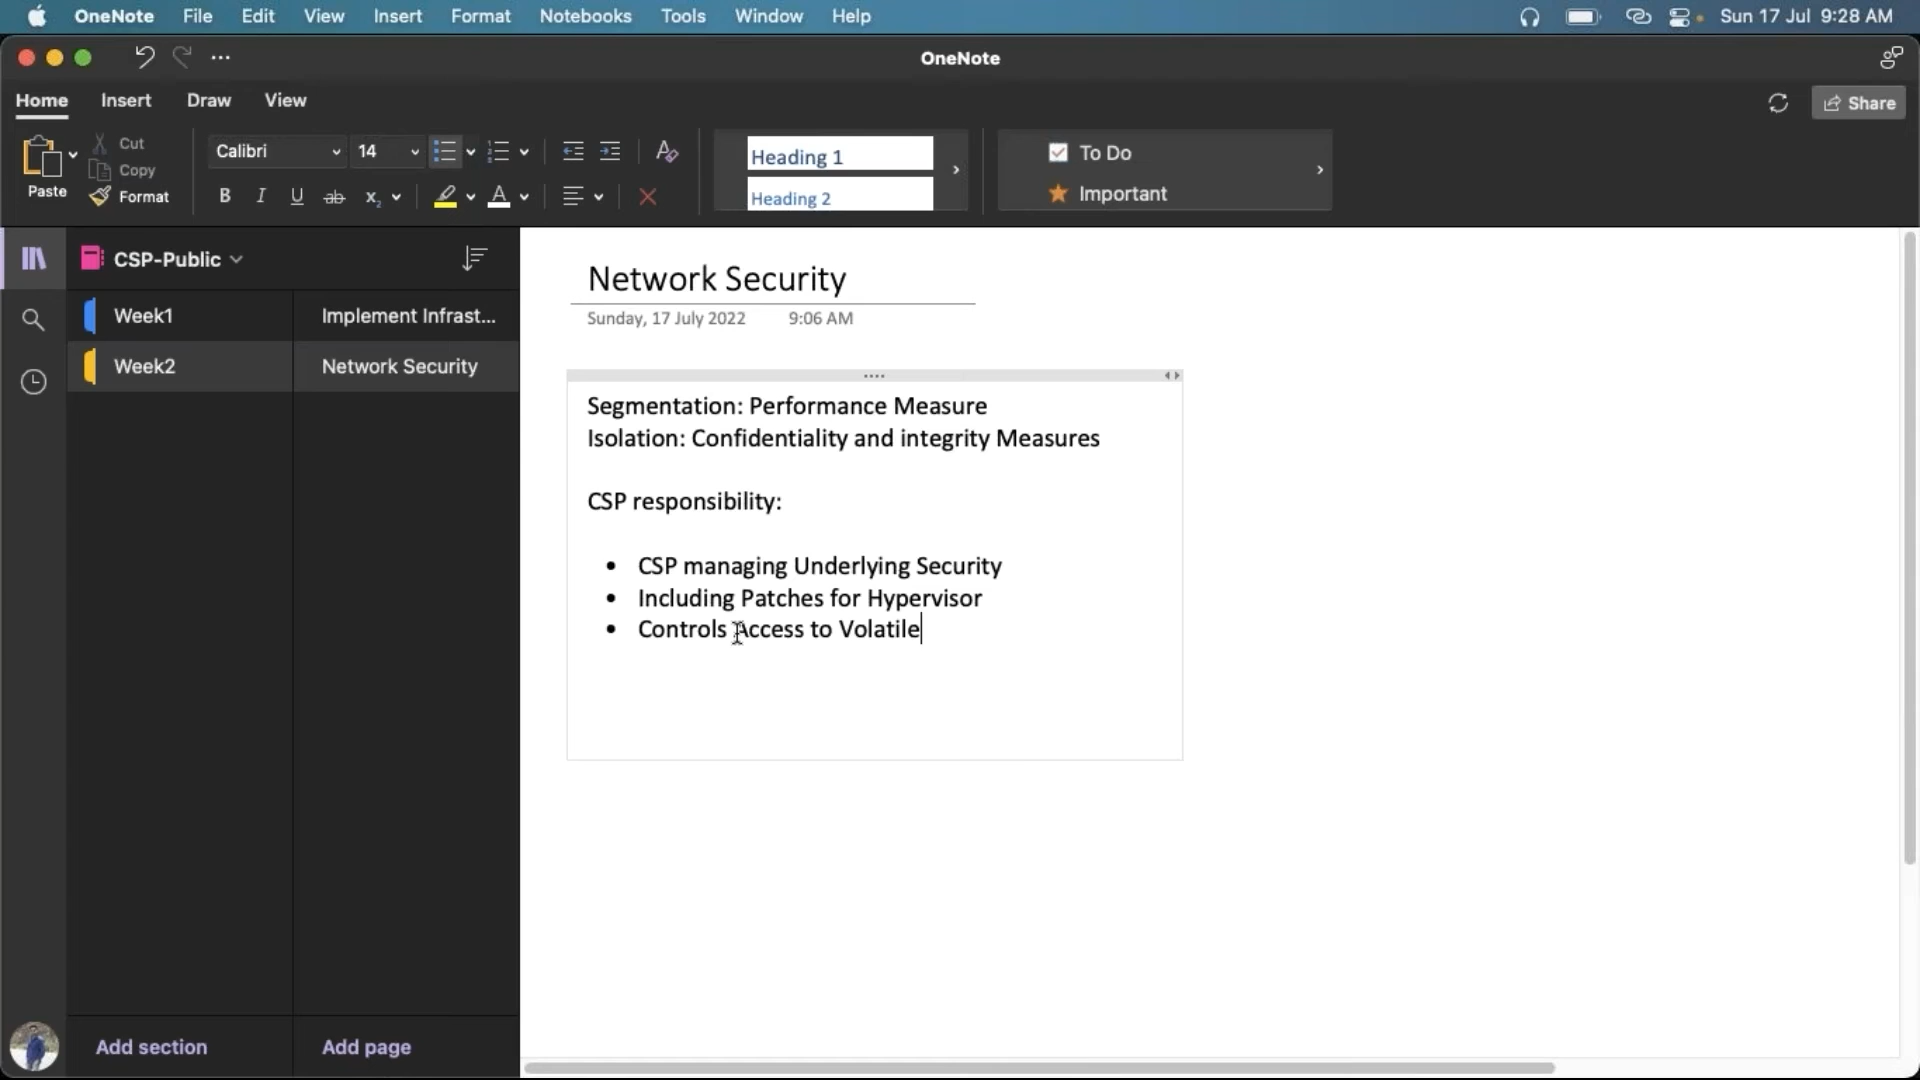 OneNote File Edit View Insert Format Notebooks Tools Window Help Sun 17 Jul 9:28 AM
OneNote
Home Insert Draw View Share
Paste Cut Copy Format
Calibri 14
B I U ab x₂ A
Heading 1
Heading 2
To Do
Important
CSP-Public
Week1 Implement Infrast...
Week2 Network Security
Network Security
Sunday, 17 July 2022 9:06 AM
Segmentation: Performance Measure
Isolation: Confidentiality and integrity Measures
CSP responsibility:
• CSP managing Underlying Security
• Including Patches for Hypervisor
• Controls Access to Volatile
Add section Add page